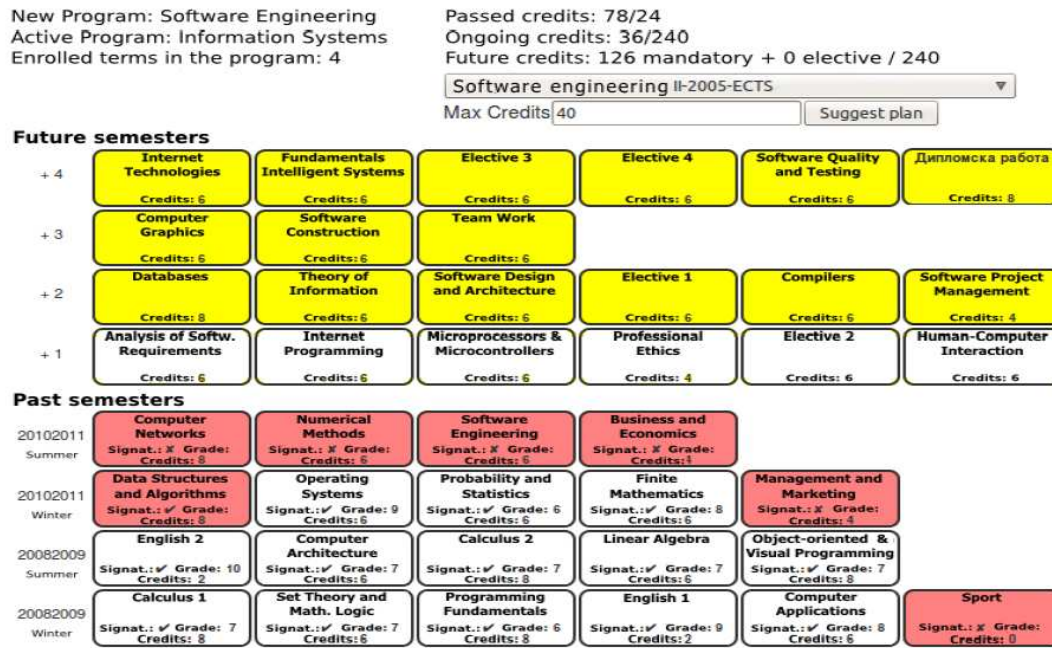 New Program: Software Engineering
Active Program: Information Systems
Enrolled terms in the program: 4
Passed credits: 78/24
Ongoing credits: 36/240
Future credits: 126 mandatory + 0 elective / 240
Software engineering II-2005-ECTS
Max Credits 40 Suggest plan
Future semesters
+ 4
Internet Technologies
Credits: 6
Fundamentals Intelligent Systems
Credits: 6
Elective 3
Credits: 6
Elective 4
Credits: 6
Software Quality and Testing
Credits: 6
Дипломска работа
Credits: 8
+ 3
Computer Graphics
Credits: 6
Software Construction
Credits: 6
Team Work
Credits: 6
+ 2
Databases
Credits: 8
Theory of Information
Credits: 6
Software Design and Architecture
Credits: 6
Elective 1
Credits: 6
Compilers
Credits: 6
Software Project Management
Credits: 4
+ 1
Analysis of Softw. Requirements
Credits: 6
Internet Programming
Credits: 6
Microprocessors & Microcontrollers
Credits: 6
Professional Ethics
Credits: 4
Elective 2
Credits: 6
Human-Computer Interaction
Credits: 6
Past semesters
20102011
Summer
Computer Networks
Signat.: ✘ Grade:
Credits: 8
Numerical Methods
Signat.: ✘ Grade:
Credits: 6
Software Engineering
Signat.: ✘ Grade:
Credits: 6
Business and Economics
Signat.: ✘ Grade:
Credits:4
20102011
Winter
Data Structures and Algorithms
Signat.:✔ Grade:
Credits: 8
Operating Systems
Signat.:✔ Grade: 9
Credits:6
Probability and Statistics
Signat.:✔ Grade: 6
Credits:6
Finite Mathematics
Signat.:✔ Grade: 8
Credits:6
Management and Marketing
Signat.: ✘ Grade:
Credits: 4
20082009
Summer
English 2
Signat.:✔ Grade: 10
Credits: 2
Computer Architecture
Signat.:✔ Grade: 7
Credits:6
Calculus 2
Signat.:✔ Grade: 7
Credits:8
Linear Algebra
Signat.:✔ Grade: 7
Credits:6
Object-oriented & Visual Programming
Signat.:✔ Grade: 7
Credits: 8
20082009
Winter
Calculus 1
Signat.: ✔ Grade: 7
Credits: 8
Set Theory and Math. Logic
Signat.:✔ Grade: 7
Credits:6
Programming Fundamentals
Signat.:✔ Grade: 6
Credits:8
English 1
Signat.:✔ Grade: 9
Credits:2
Computer Applications
Signat.:✔ Grade: 8
Credits: 6
Sport
Signat.: ✘ Grade:
Credits: 0